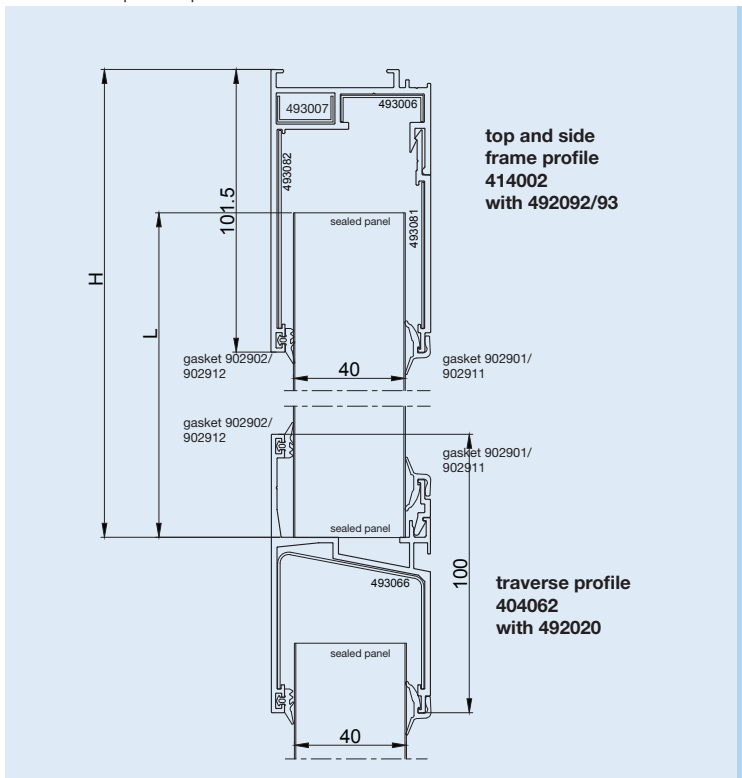 493007
493006
493082
493081
101.5
H
L
sealed panel
top and side
frame profile
414002
with 492092/93
gasket 902902/
902912
40
gasket 902901/
902911
gasket 902902/
902912
gasket 902901/
902911
sealed panel
493066
100
traverse profile
404062
with 492020
sealed panel
40